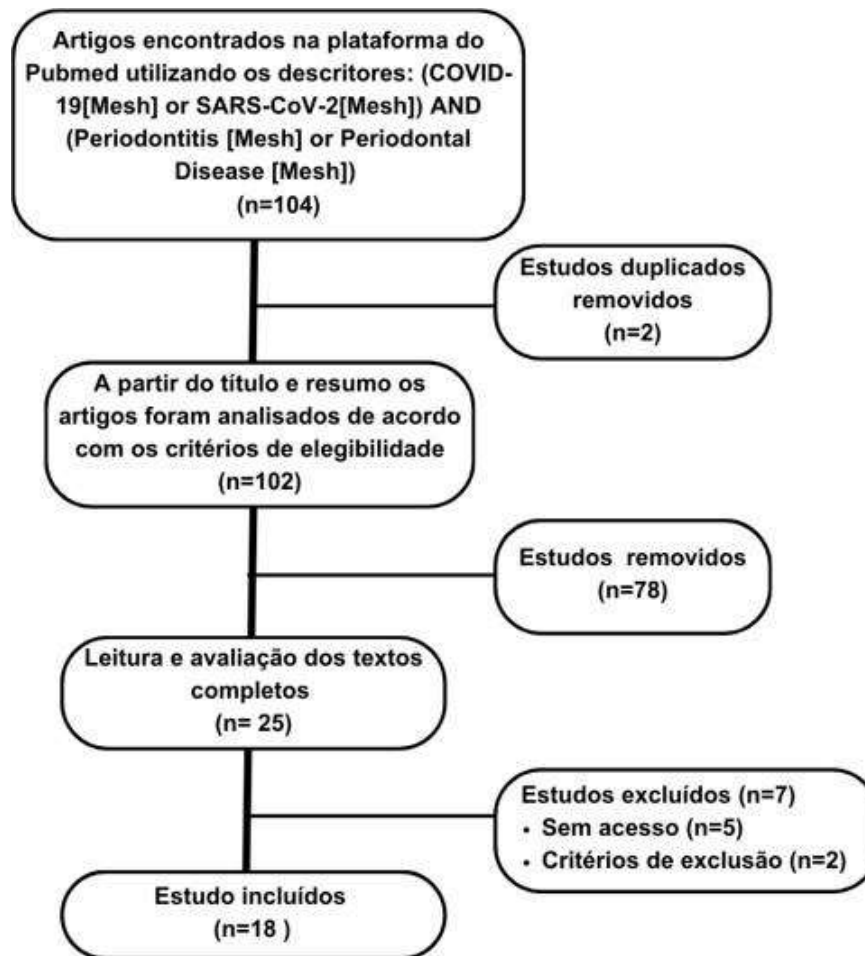 Artigos encontrados na plataforma do
Pubmed utilizando os descritores: (COVID-
19[Mesh] or SARS-CoV-2[Mesh]) AND
(Periodontitis [Mesh] or Periodontal
Disease [Mesh])
(n=104)
Estudos duplicados
removidos
(n=2)
A partir do título e resumo os
artigos foram analisados de acordo
com os critérios de elegibilidade
(n=102)
Estudos removidos
(n=78)
Leitura e avaliação dos textos
completos
(n= 25)
Estudos excluídos (n=7)
• Sem acesso (n=5)
• Critérios de exclusão (n=2)
Estudo incluídos
(n=18 )